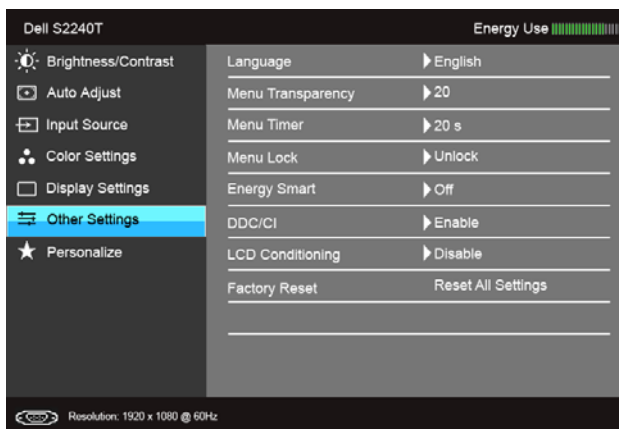 Dell S2240T Energy Use
Brightness/Contrast
Auto Adjust
Input Source
Color Settings
Display Settings
Other Settings
Personalize
Language English
Menu Transparency 20
Menu Timer 20 s
Menu Lock Unlock
Energy Smart Off
DDC/CI Enable
LCD Conditioning Disable
Factory Reset Reset All Settings
Resolution: 1920 x 1080 @ 60Hz